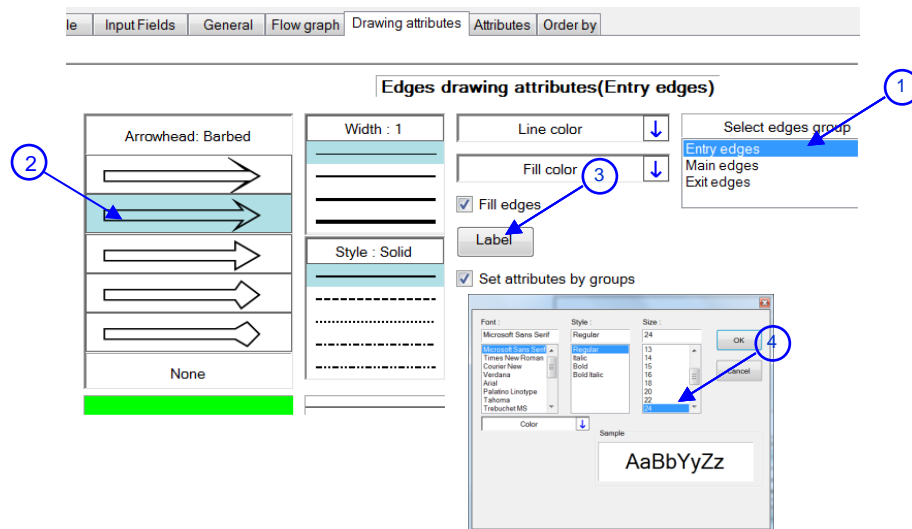 le
Input Fields
General
Flow graph
Drawing attributes
Attributes
Order by
Edges drawing attributes(Entry edges)
1
Arrowhead: Barbed
Width : 1
Line color
Select edges group
Entry edges
Main edges
Exit edges
2
Fill color
3
Fill edges
Label
Style : Solid
Set attributes by groups
None
Font :
Style :
Size :
Microsoft Sans Serif
Regular
24
OK
Microsoft Sans Serif
Times New Roman
Courier New
Verdana
Arial
Palatino Linotype
Tahoma
Trebuchet MS
Regular
Italic
Bold
Bold Italic
13
14
15
16
18
20
22
24
4
Cancel
Color
Sample
AaBbYyZz